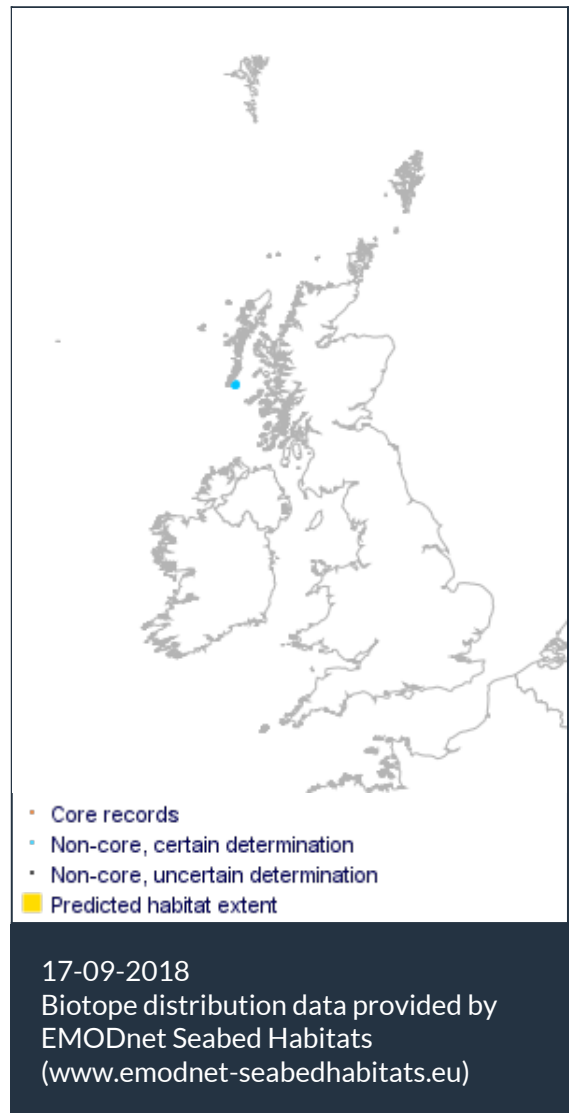 Core records
Non-core, certain determination
Non-core, uncertain determination
Predicted habitat extent
17-09-2018
Biotope distribution data provided by
EMODnet Seabed Habitats
(www.emodnet-seabedhabitats.eu)